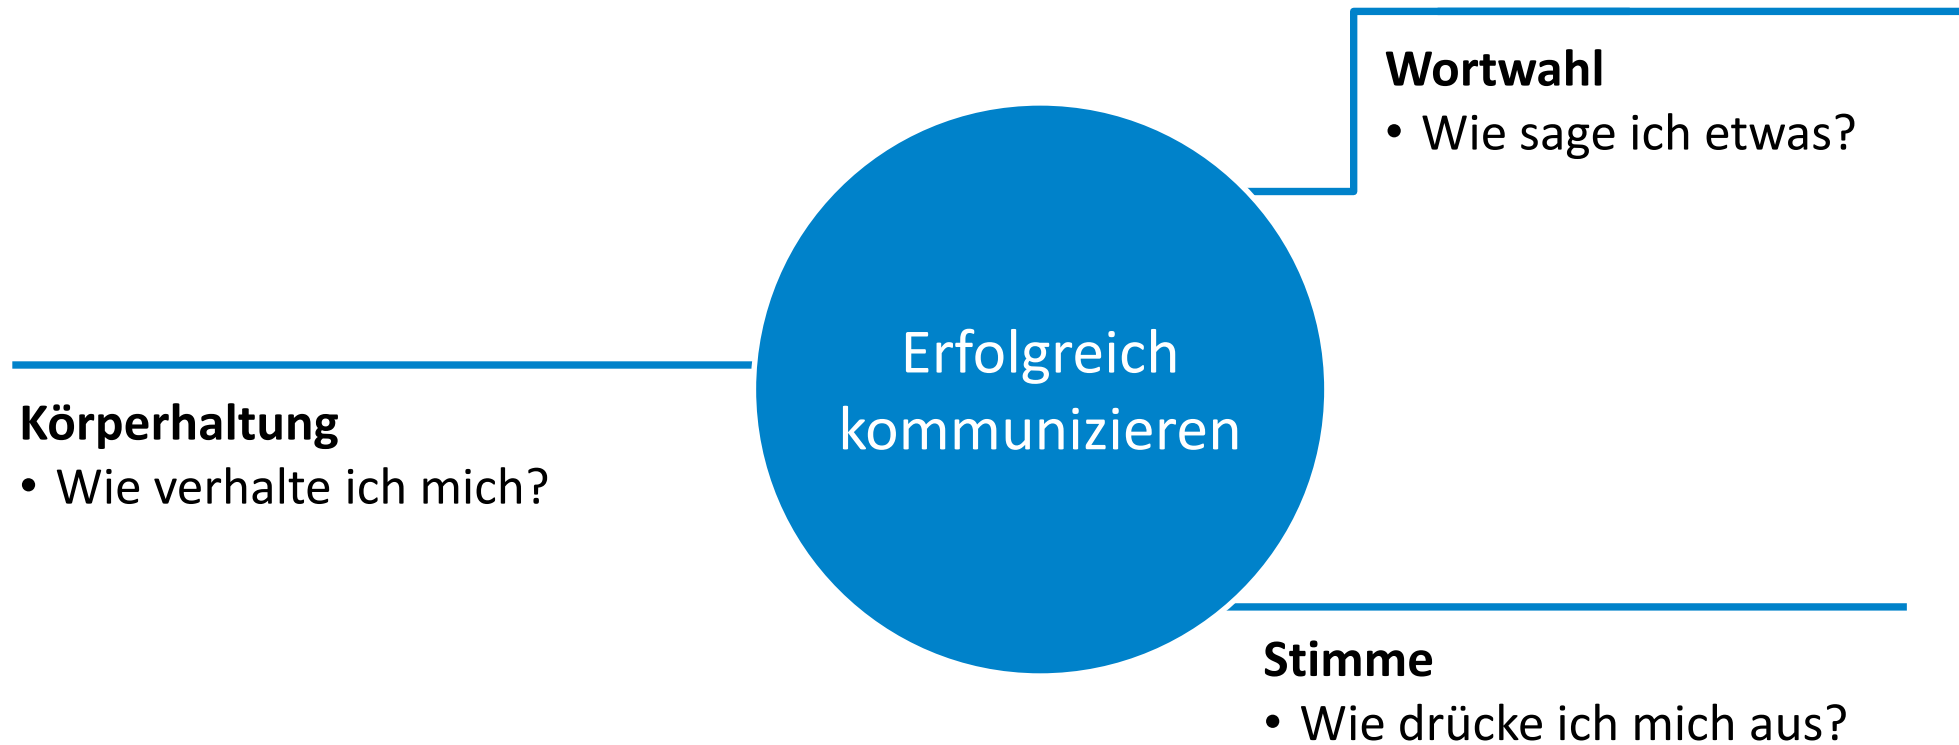 Wortwahl
• Wie sage ich etwas?
Erfolgreich
kommunizieren
Körperhaltung
• Wie verhalte ich mich?
Stimme
• Wie drücke ich mich aus?